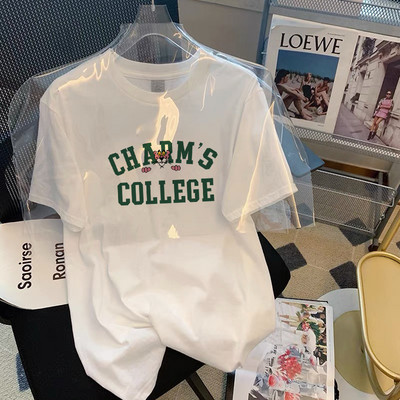 LOEWE
CHARM'S
COLLEGE
Saoirse
Ronan